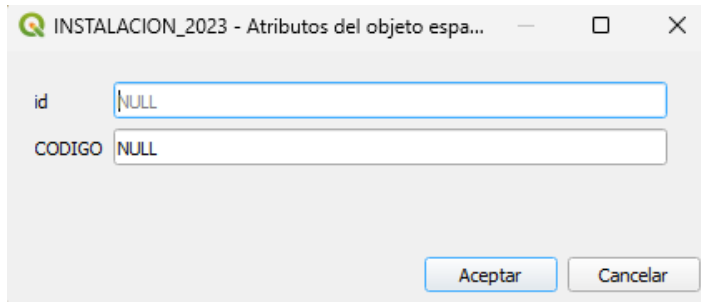 INSTALACION_2023 - Atributos del objeto espa...
id NULL
CODIGO NULL
Aceptar Cancelar